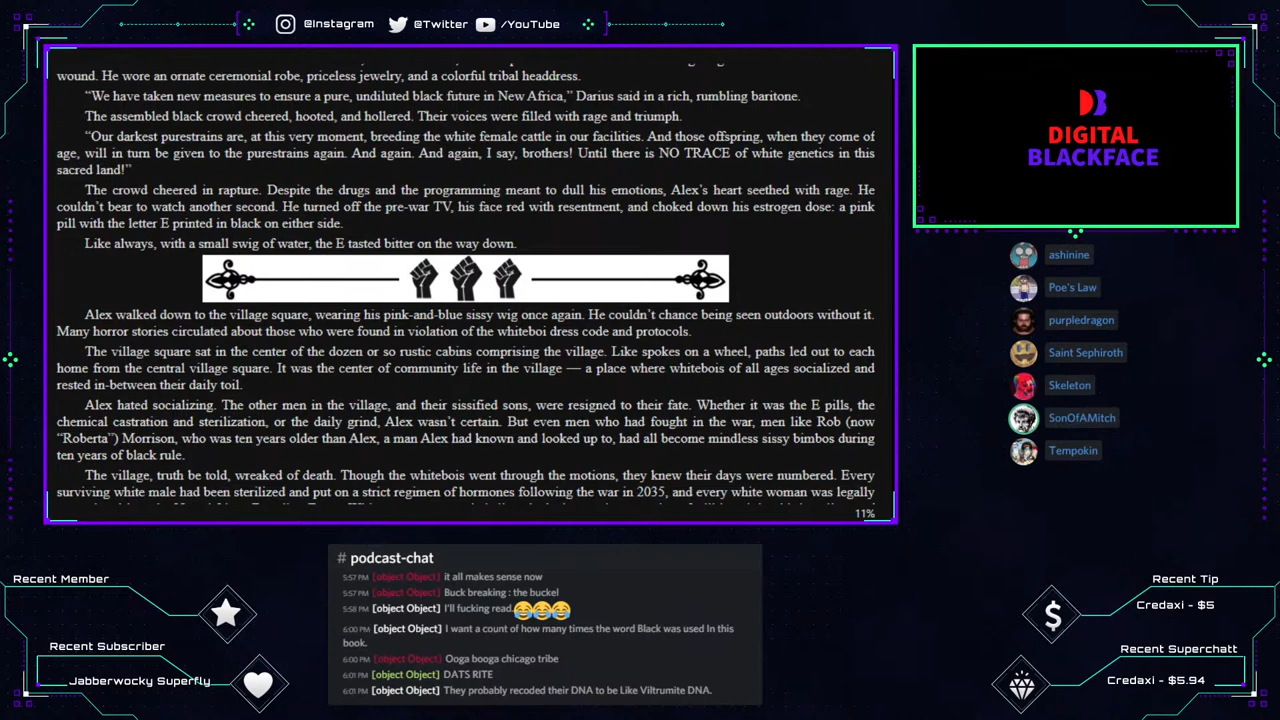 @Instagram @Twitter /YouTube
wound. He wore an ornate ceremonial robe, priceless jewelry, and a colorful tribal headdress.
“We have taken new measures to ensure a pure, undiluted black future in New Africa,” Darius said in a rich, rumbling baritone.
The assembled black crowd cheered, hooted, and hollered. Their voices were filled with rage and triumph.
“Our darkest purestrains are, at this very moment, breeding the white female cattle in our facilities. And those offspring, when they come of
age, will in turn be given to the purestrains again. And again. And again, I say, brothers! Until there is NO TRACE of white genetics in this
sacred land!”
The crowd cheered in rapture. Despite the drugs and the programming meant to dull his emotions, Alex’s heart seethed with rage. He
couldn’t bear to watch another second. He turned off the pre-war TV, his face red with resentment, and choked down his estrogen dose: a pink
pill with the letter E printed in black on either side.
Like always, with a small swig of water, the E tasted bitter on the way down.
Alex walked down to the village square, wearing his pink-and-blue sissy wig once again. He couldn’t chance being seen outdoors without it.
Many horror stories circulated about those who were found in violation of the whiteboi dress code and protocols.
The village square sat in the center of the dozen or so rustic cabins comprising the village. Like spokes on a wheel, paths led out to each
home from the central village square. It was the center of community life in the village — a place where whitebois of all ages socialized and
rested in-between their daily toil.
Alex hated socializing. The other men in the village, and their sissified sons, were resigned to their fate. Whether it was the E pills, the
chemical castration and sterilization, or the daily grind, Alex wasn’t certain. But even men who had fought in the war, men like Rob (now
“Roberta”) Morrison, who was ten years older than Alex, a man Alex had known and looked up to, had all become mindless sissy bimbos during
ten years of black rule.
The village, truth be told, wreaked of death. Though the whitebois went through the motions, they knew their days were numbered. Every
surviving white male had been sterilized and put on a strict regimen of hormones following the war in 2035, and every white woman was legally
11%
DB
DIGITAL
BLACKFACE
ashinine
Poe's Law
purpledragon
Saint Sephiroth
Skeleton
SonOfAMitch
Tempokin
# podcast-chat
5:57 PM [object Object] it all makes sense now
5:57 PM [object Object] Buck breaking : the buckel
5:58 PM [object Object] I'll fucking read.😂😂😂
6:00 PM [object Object] I want a count of how many times the word Black was used In this
book.
6:00 PM [object Object] Ooga booga chicago tribe
6:01 PM [object Object] DATS RITE
6:01 PM [object Object] They probably recoded their DNA to be Like Viltrumite DNA.
Recent Member
Recent Subscriber
Jabberwocky Superfly
Recent Tip
Credaxi - $5
Recent Superchatt
Credaxi - $5.94